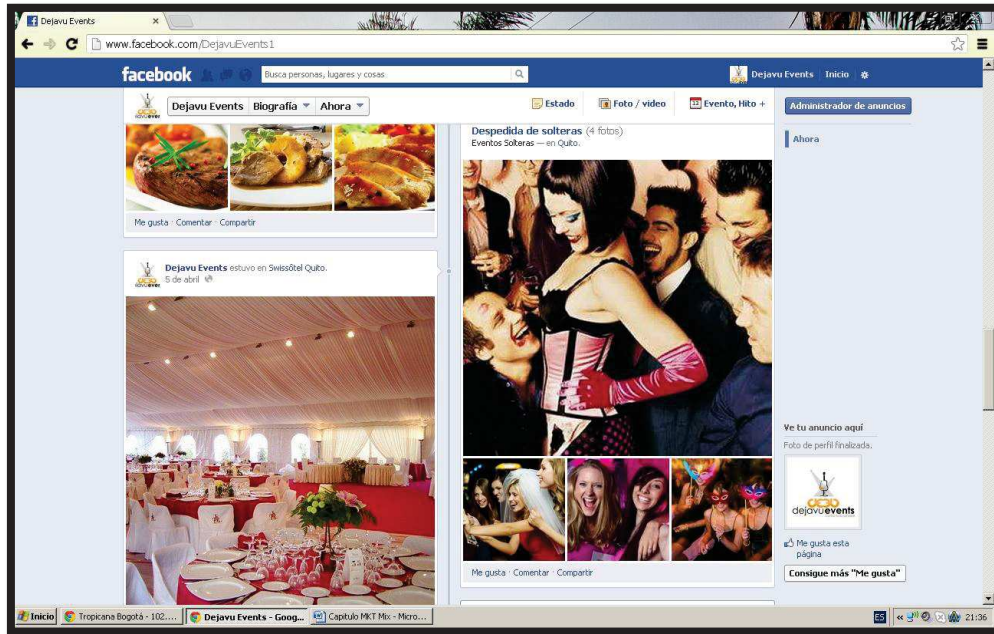 Dejavu Events
www.facebook.com/DejavuEvents1
facebook
Busca personas, lugares y cosas
Dejavu Events Inicio
Dejavu Events Biografía Ahora
Estado Foto / video Evento, Hito +
Administrador de anuncios
Ahora
Me gusta · Comentar · Compartir
Dejavu Events estuvo en Swissôtel Quito.
5 de abril
Despedida de solteras (4 fotos)
Eventos Solteras — en Quito.
Me gusta · Comentar · Compartir
Ve tu anuncio aquí
Foto de perfil finalizada.
dejavuevents
Me gusta esta
página
Consigue más "Me gusta"
Inicio
Tropicana Bogotá - 102....
Dejavu Events - Goog...
Capitulo MKT Mix - Micro...
ES
21:36